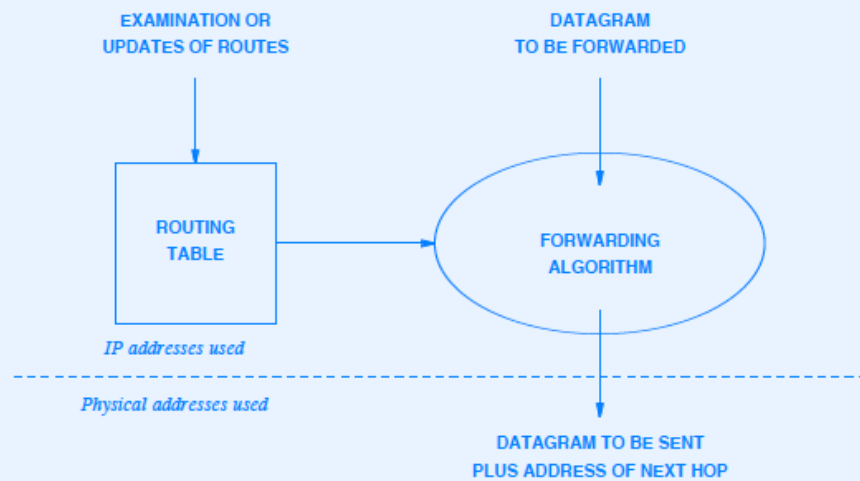 EXAMINATION OR
UPDATES OF ROUTES
DATAGRAM
TO BE FORWARDED
ROUTING
TABLE
FORWARDING
ALGORITHM
IP addresses used
Physical addresses used
DATAGRAM TO BE SENT
PLUS ADDRESS OF NEXT HOP